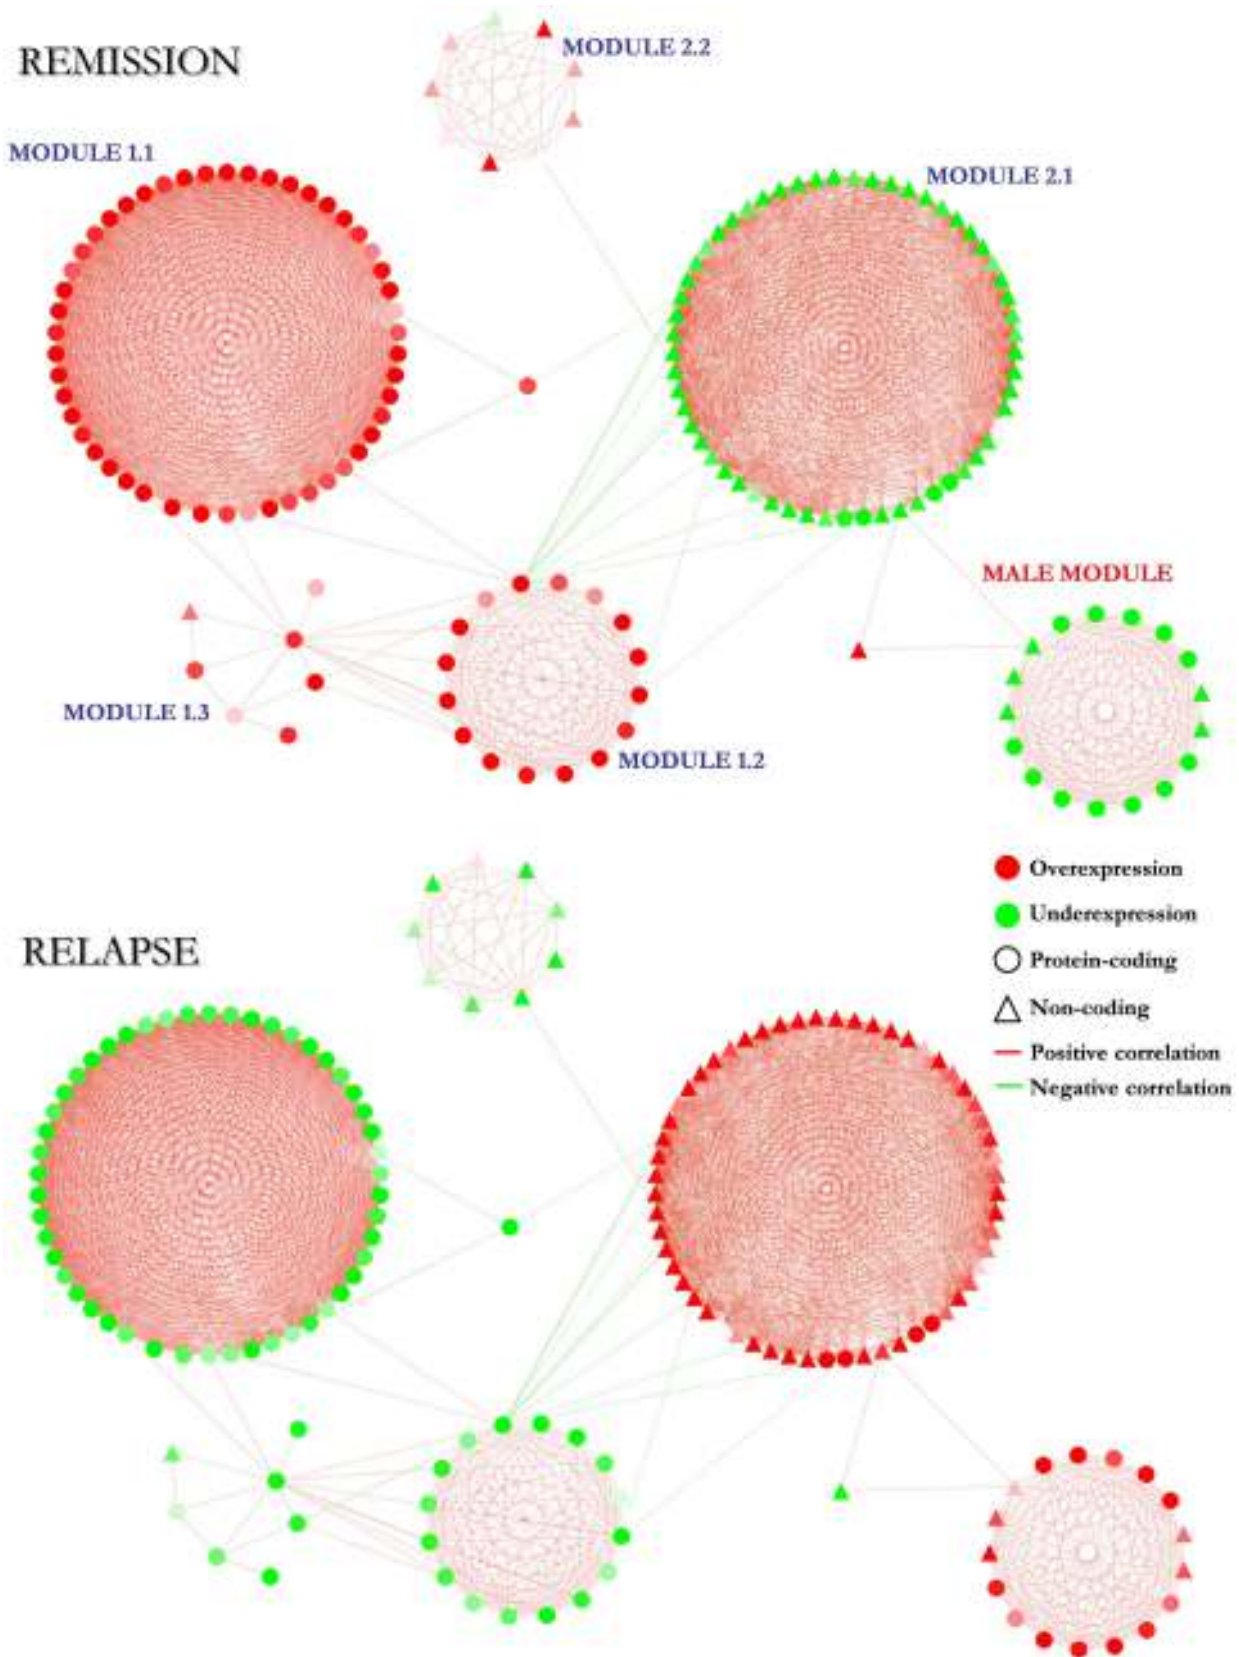 REMISSION
MODULE 2.2
MODULE 1.1
MODULE 2.1
MALE MODULE
MODULE 1.3
MODULE 1.2
Overexpression
Underexpression
RELAPSE
Protein-coding
Non-coding
Positive correlation
Negative correlation